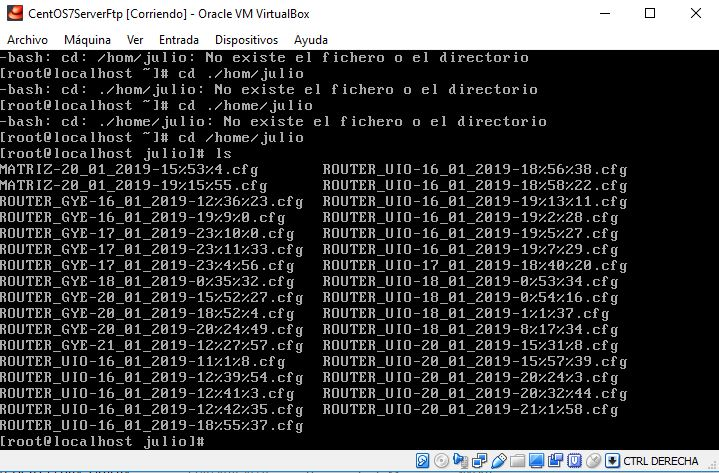 CentOS7ServerFtp [Corriendo] - Oracle VM VirtualBox
Archivo Máquina Ver Entrada Dispositivos Ayuda
-bash: cd: /hom/julio: No existe el fichero o el directorio
[root@localhost ~]# cd ./hom/julio
-bash: cd: ./hom/julio: No existe el fichero o el directorio
[root@localhost ~]# cd ./home/julio
-bash: cd: ./home/julio: No existe el fichero o el directorio
[root@localhost ~]# cd /home/julio
[root@localhost julio]# ls
MATRIZ-20_01_2019-15%53%4.cfg ROUTER_UIO-16_01_2019-18%56%38.cfg
MATRIZ-20_01_2019-19%15%55.cfg ROUTER_UIO-16_01_2019-18%58%22.cfg
ROUTER_GYE-16_01_2019-12%36%23.cfg ROUTER_UIO-16_01_2019-19%13%11.cfg
ROUTER_GYE-16_01_2019-19%9%0.cfg ROUTER_UIO-16_01_2019-19%2%28.cfg
ROUTER_GYE-17_01_2019-23%10%0.cfg ROUTER_UIO-16_01_2019-19%5%27.cfg
ROUTER_GYE-17_01_2019-23%11%33.cfg ROUTER_UIO-16_01_2019-19%7%29.cfg
ROUTER_GYE-17_01_2019-23%4%56.cfg ROUTER_UIO-17_01_2019-18%40%20.cfg
ROUTER_GYE-18_01_2019-0%35%32.cfg ROUTER_UIO-18_01_2019-0%53%34.cfg
ROUTER_GYE-20_01_2019-15%52%27.cfg ROUTER_UIO-18_01_2019-0%54%16.cfg
ROUTER_GYE-20_01_2019-18%52%4.cfg ROUTER_UIO-18_01_2019-1%1%37.cfg
ROUTER_GYE-20_01_2019-20%24%49.cfg ROUTER_UIO-18_01_2019-8%17%34.cfg
ROUTER_GYE-21_01_2019-12%27%57.cfg ROUTER_UIO-20_01_2019-15%31%8.cfg
ROUTER_UIO-16_01_2019-11%1%8.cfg ROUTER_UIO-20_01_2019-15%57%39.cfg
ROUTER_UIO-16_01_2019-12%39%54.cfg ROUTER_UIO-20_01_2019-20%24%3.cfg
ROUTER_UIO-16_01_2019-12%41%3.cfg ROUTER_UIO-20_01_2019-20%32%44.cfg
ROUTER_UIO-16_01_2019-12%42%35.cfg ROUTER_UIO-20_01_2019-21%1%58.cfg
ROUTER_UIO-16_01_2019-18%55%37.cfg
[root@localhost julio]#
CTRL DERECHA